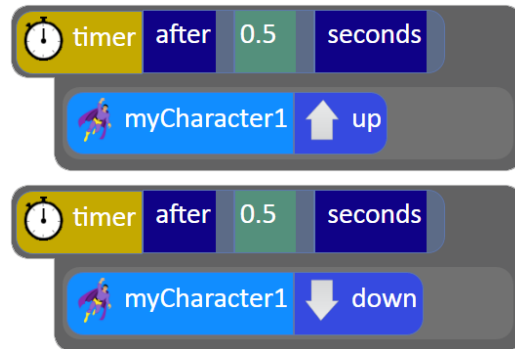 timer after 0.5 seconds
myCharacter1 up
timer after 0.5 seconds
myCharacter1 down